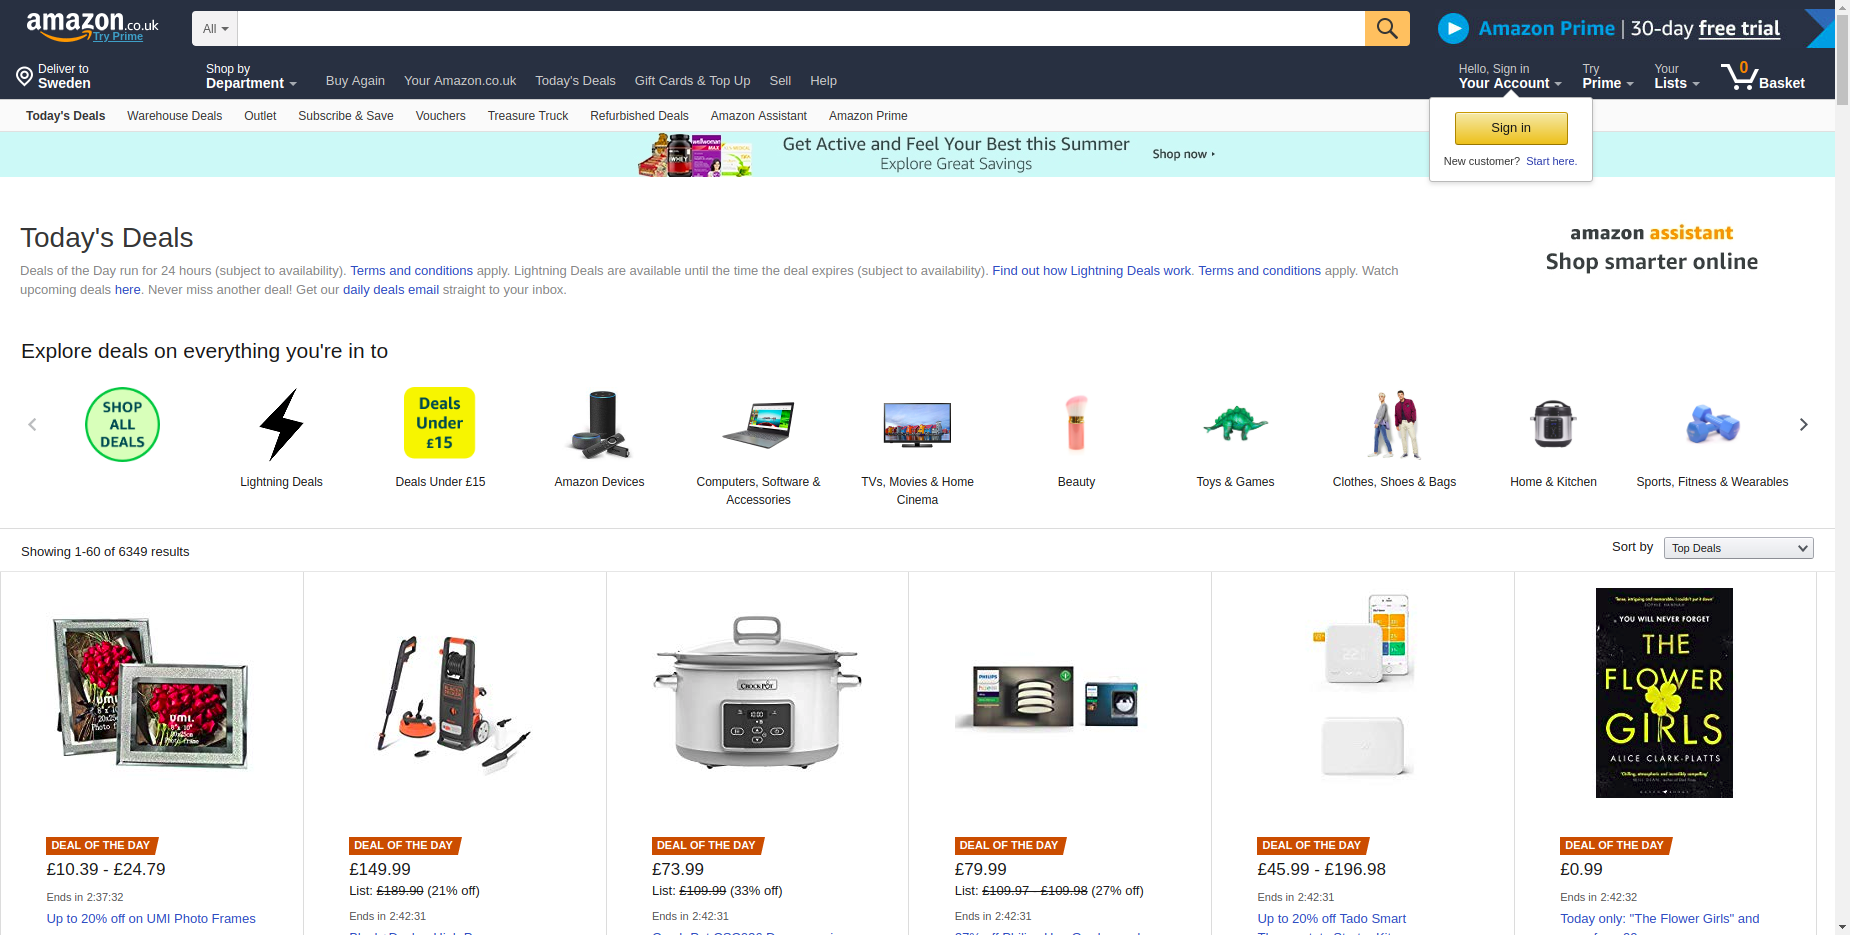 amazon.co.uk
Try Prime
All
Amazon Prime | 30-day free trial
Deliver to
Sweden
Shop by
Department
Buy Again
Your Amazon.co.uk
Today's Deals
Gift Cards & Top Up
Sell
Help
Hello, Sign in
Your Account
Try
Prime
Your
Lists
0
Basket
Today's Deals
Warehouse Deals
Outlet
Subscribe & Save
Vouchers
Treasure Truck
Refurbished Deals
Amazon Assistant
Amazon Prime
Sign in
New customer? Start here.
Get Active and Feel Your Best this Summer
Explore Great Savings
Shop now
Today's Deals
Deals of the Day run for 24 hours (subject to availability). Terms and conditions apply. Lightning Deals are available until the time the deal expires (subject to availability). Find out how Lightning Deals work. Terms and conditions apply. Watch
upcoming deals here. Never miss another deal! Get our daily deals email straight to your inbox.
amazon assistant
Shop smarter online
Explore deals on everything you're in to
SHOP
ALL
DEALS
Deals
Under
£15
Lightning Deals
Deals Under £15
Amazon Devices
Computers, Software &
Accessories
TVs, Movies & Home
Cinema
Beauty
Toys & Games
Clothes, Shoes & Bags
Home & Kitchen
Sports, Fitness & Wearables
Showing 1-60 of 6349 results
Sort by
Top Deals
YOU WILL NEVER FORGET
THE
FLOWER
GIRLS
ALICE CLARK-PLATTS
CROCK POT
PHILIPS
umi.
8" x 10"
20x25cm
Photo frame
DEAL OF THE DAY
£10.39 - £24.79
Ends in 2:37:32
Up to 20% off on UMI Photo Frames
DEAL OF THE DAY
£149.99
List: £189.90 (21% off)
Ends in 2:42:31
DEAL OF THE DAY
£73.99
List: £109.99 (33% off)
Ends in 2:42:31
DEAL OF THE DAY
£79.99
List: £109.97 - £109.98 (27% off)
Ends in 2:42:31
DEAL OF THE DAY
£45.99 - £196.98
Ends in 2:42:31
Up to 20% off Tado Smart
DEAL OF THE DAY
£0.99
Ends in 2:42:32
Today only: "The Flower Girls" and